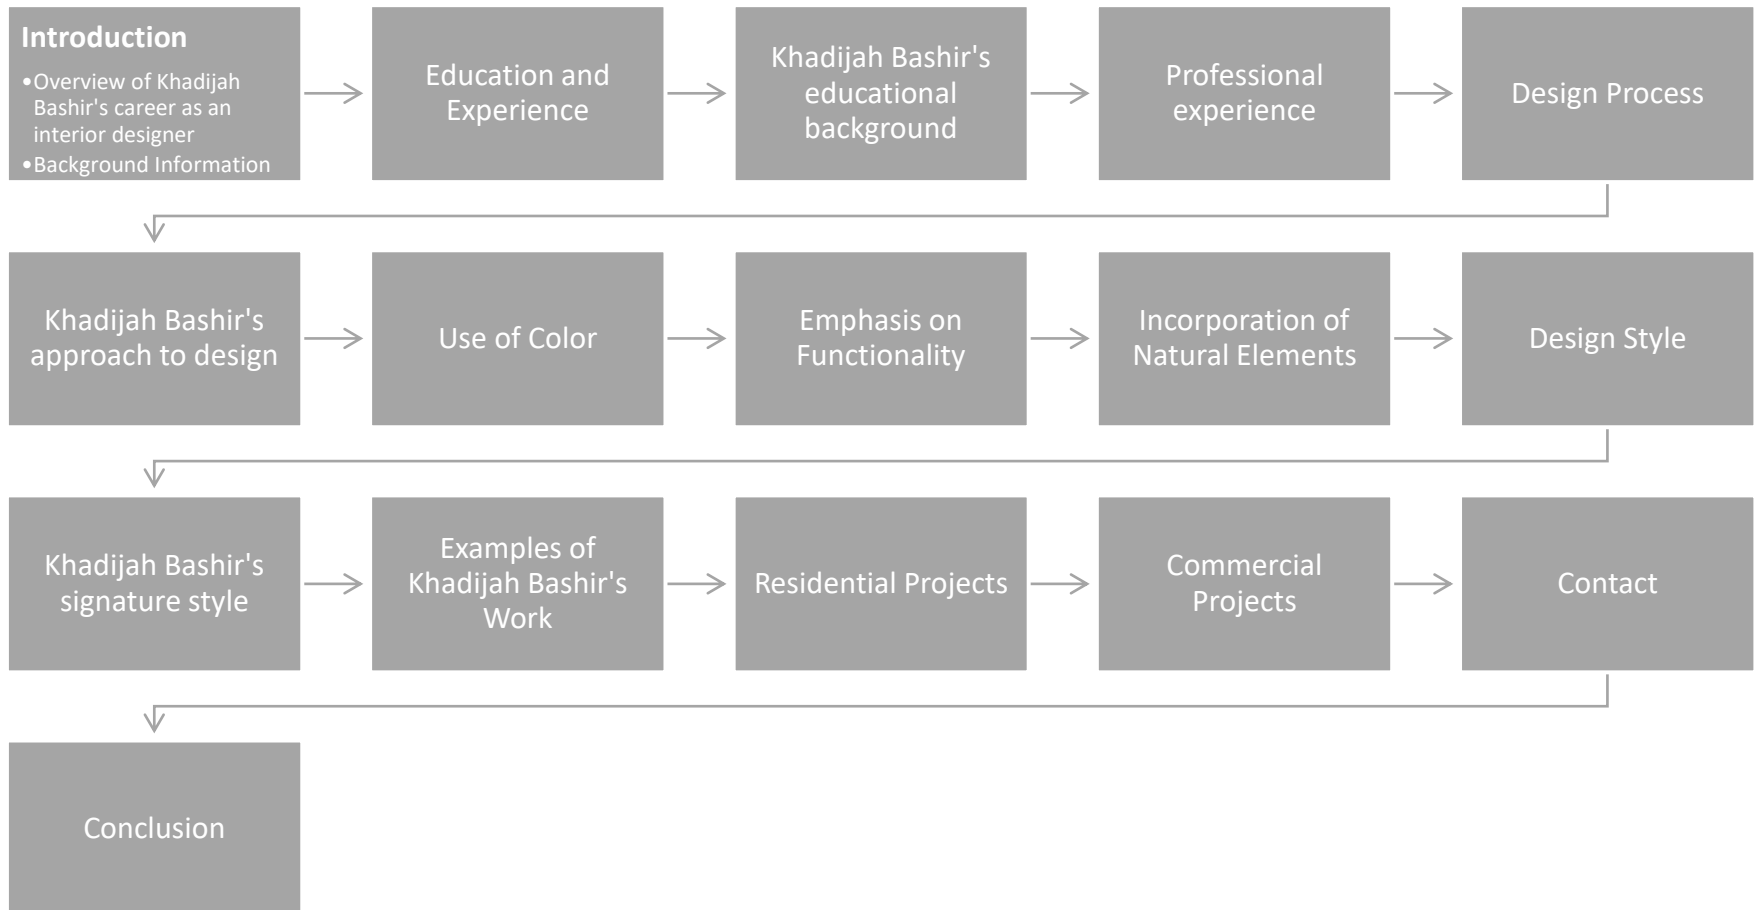 Introduction
•Overview of Khadijah
Bashir's career as an
interior designer
•Background Information
Education and
Experience
Khadijah Bashir's
educational
background
Professional
experience
Design Process
Khadijah Bashir's
approach to design
Use of Color
Emphasis on
Functionality
Incorporation of
Natural Elements
Design Style
Khadijah Bashir's
signature style
Examples of
Khadijah Bashir's
Work
Residential Projects
Commercial
Projects
Contact
Conclusion